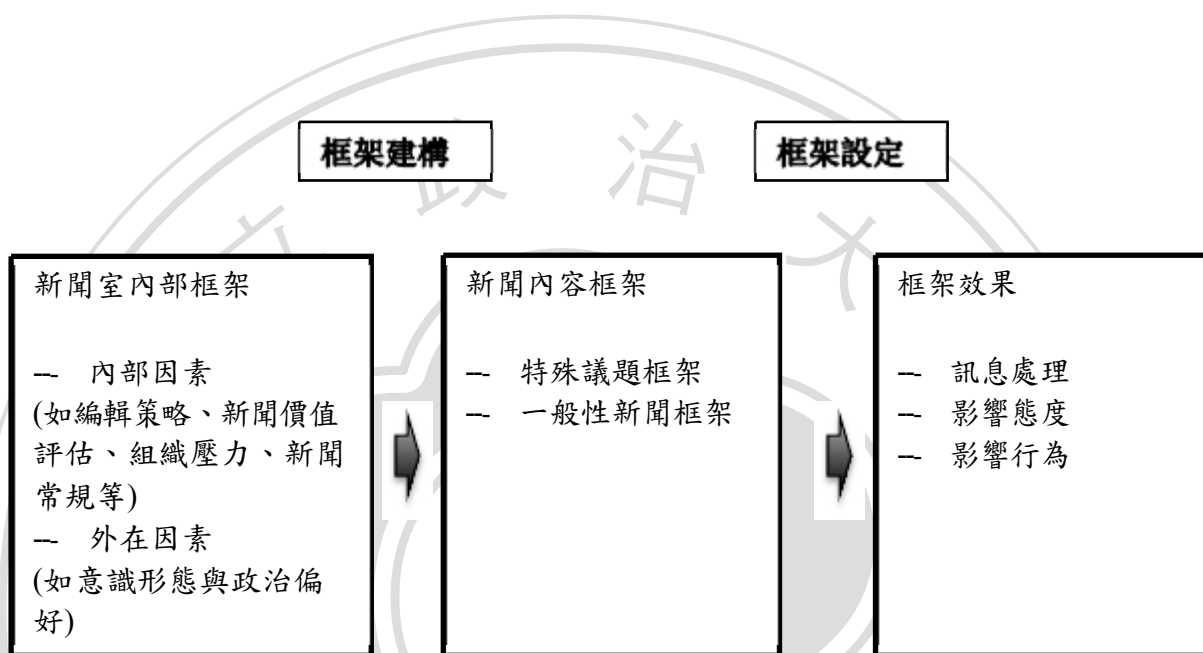 框架建構
框架設定
新聞室內部框架
-- 內部因素
(如編輯策略、新聞價值
評估、組織壓力、新聞
常規等)
-- 外在因素
(如意識形態與政治偏
好)
新聞內容框架
-- 特殊議題框架
-- 一般性新聞框架
框架效果
-- 訊息處理
-- 影響態度
-- 影響行為
立 政 治 大